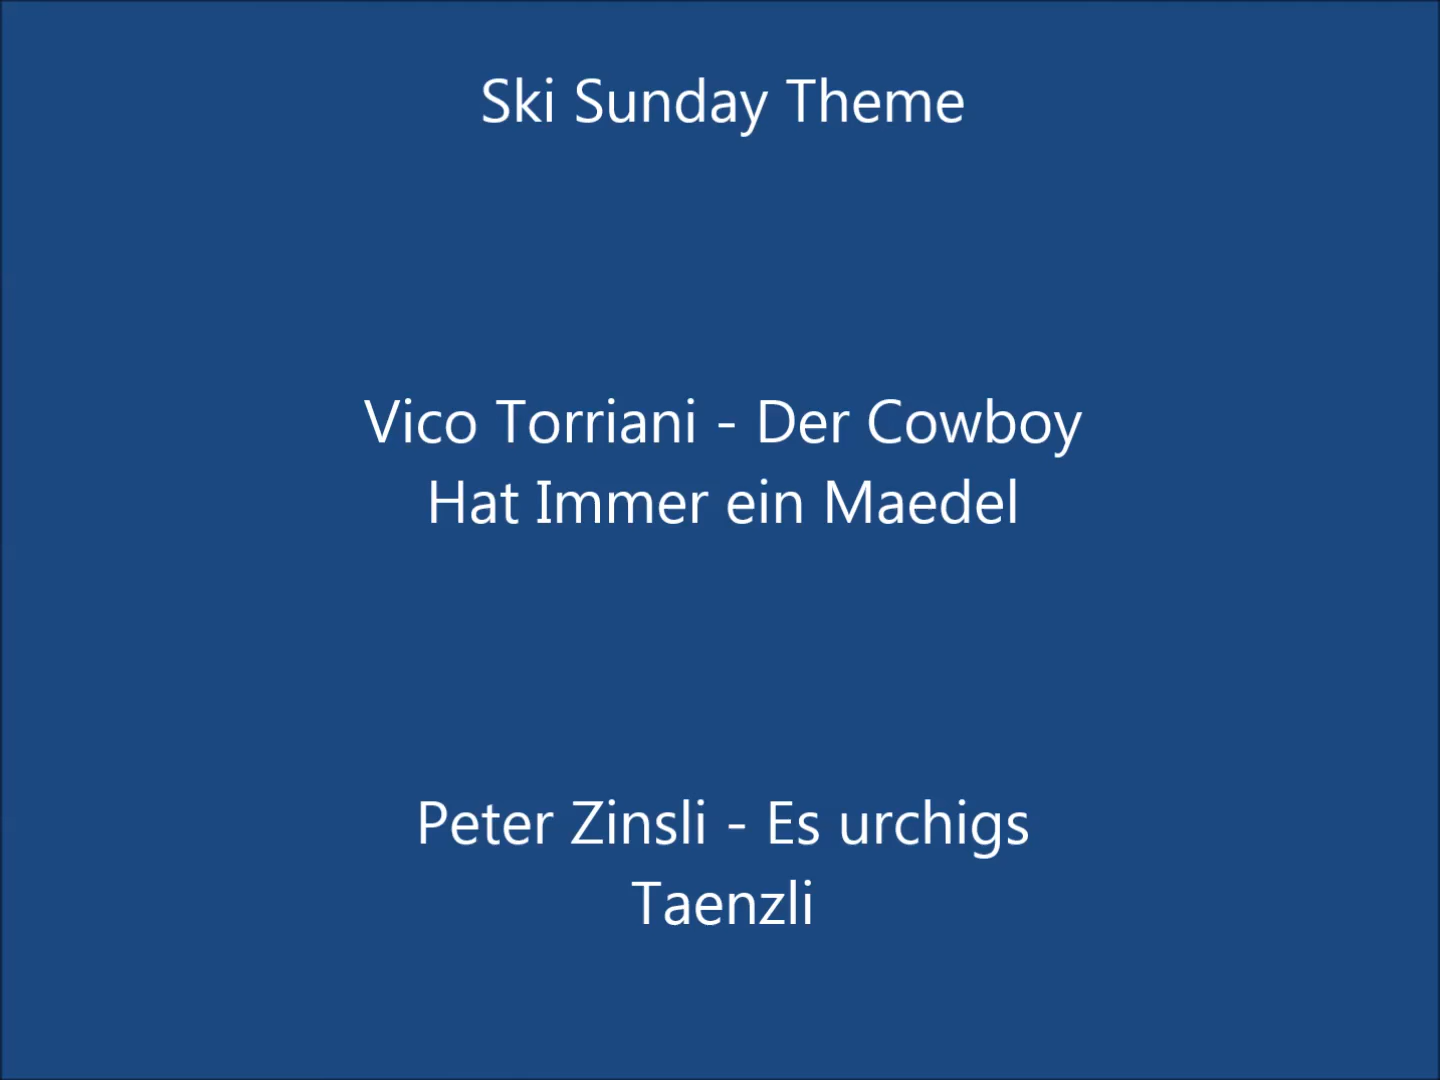 Ski Sunday Theme
Vico Torriani - Der Cowboy
Hat Immer ein Maedel
Peter Zinsli - Es urchigs
Taenzli